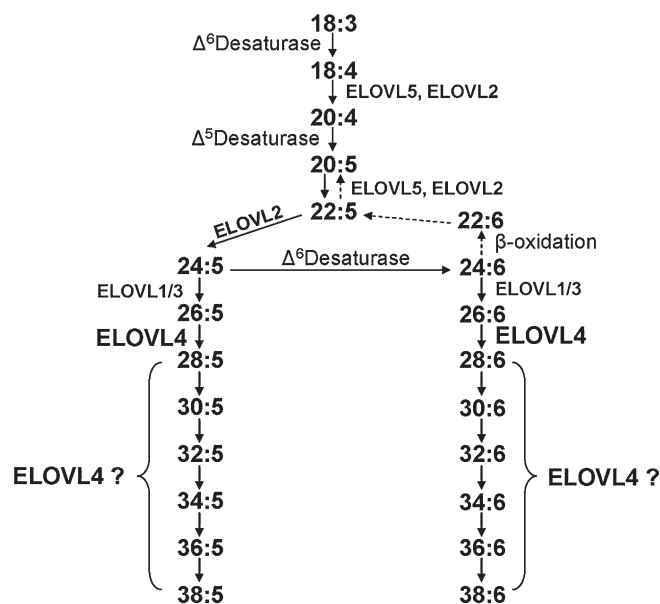 18:3
Δ⁶Desaturase
18:4
ELOVL5, ELOVL2
20:4
Δ⁵Desaturase
20:5
ELOVL5, ELOVL2
22:5
22:6
ELOVL2
β-oxidation
24:5
Δ⁶Desaturase
24:6
ELOVL1/3
ELOVL1/3
26:5
26:6
ELOVL4
ELOVL4
28:5
28:6
30:5
30:6
32:5
32:6
ELOVL4 ?
ELOVL4 ?
34:5
34:6
36:5
36:6
38:5
38:6